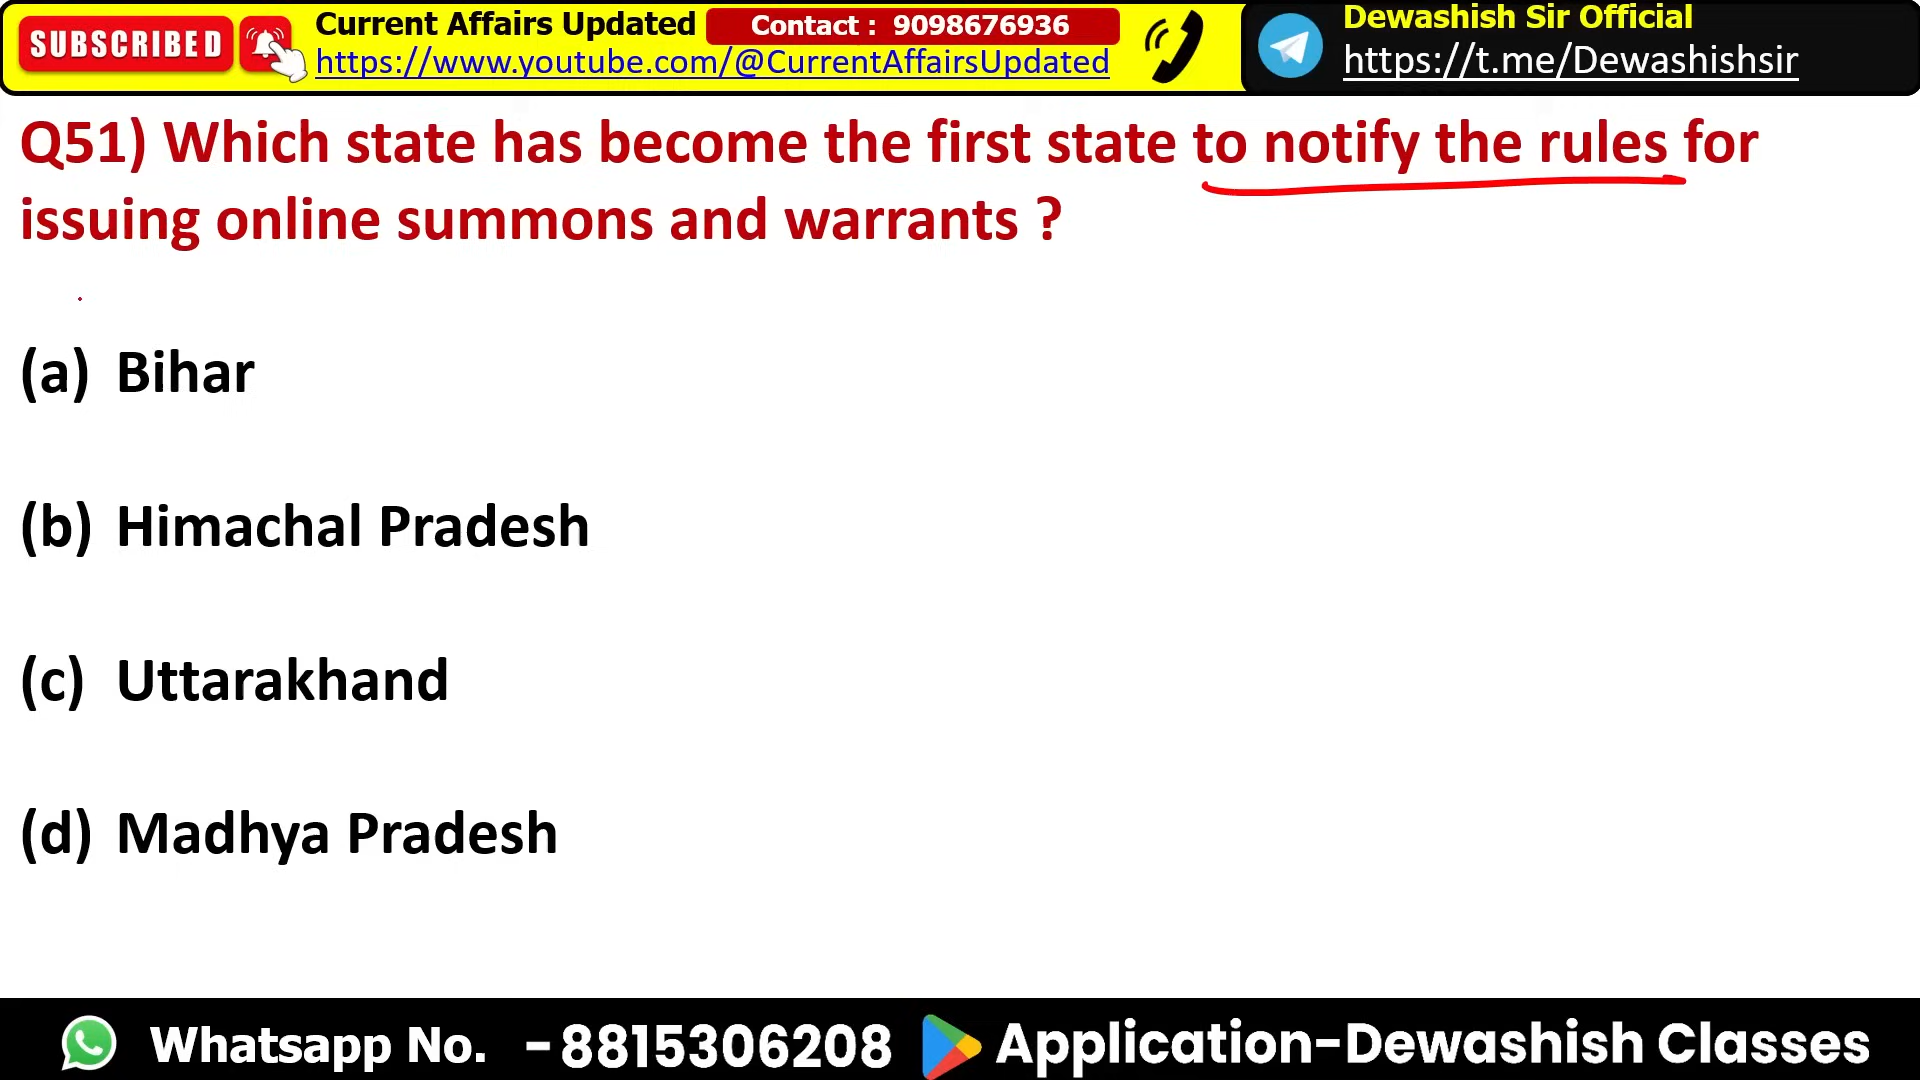 SUBSCRIBED
Current Affairs Updated
Contact : 9098676936
https://www.youtube.com/@CurrentAffairsUpdated
Dewashish Sir Official
https://t.me/Dewashishsir
Q51) Which state has become the first state to notify the rules for
issuing online summons and warrants ?
(a) Bihar
(b) Himachal Pradesh
(c) Uttarakhand
(d) Madhya Pradesh
Whatsapp No. -8815306208
Application-Dewashish Classes